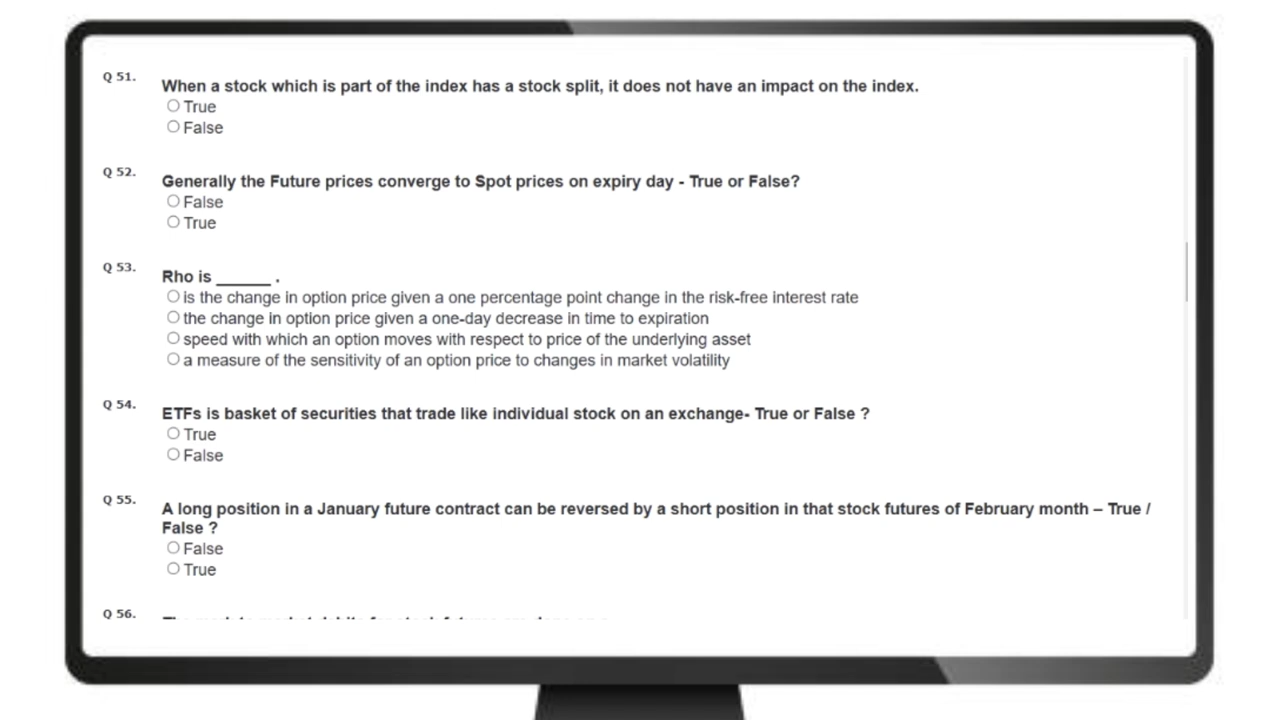 Q 51.
When a stock which is part of the index has a stock split, it does not have an impact on the index.
True
False
Q 52.
Generally the Future prices converge to Spot prices on expiry day - True or False?
False
True
Q 53.
Rho is ______ .
is the change in option price given a one percentage point change in the risk-free interest rate
the change in option price given a one-day decrease in time to expiration
speed with which an option moves with respect to price of the underlying asset
a measure of the sensitivity of an option price to changes in market volatility
Q 54.
ETFs is basket of securities that trade like individual stock on an exchange- True or False ?
True
False
Q 55.
A long position in a January future contract can be reversed by a short position in that stock futures of February month – True /
False ?
False
True
Q 56.